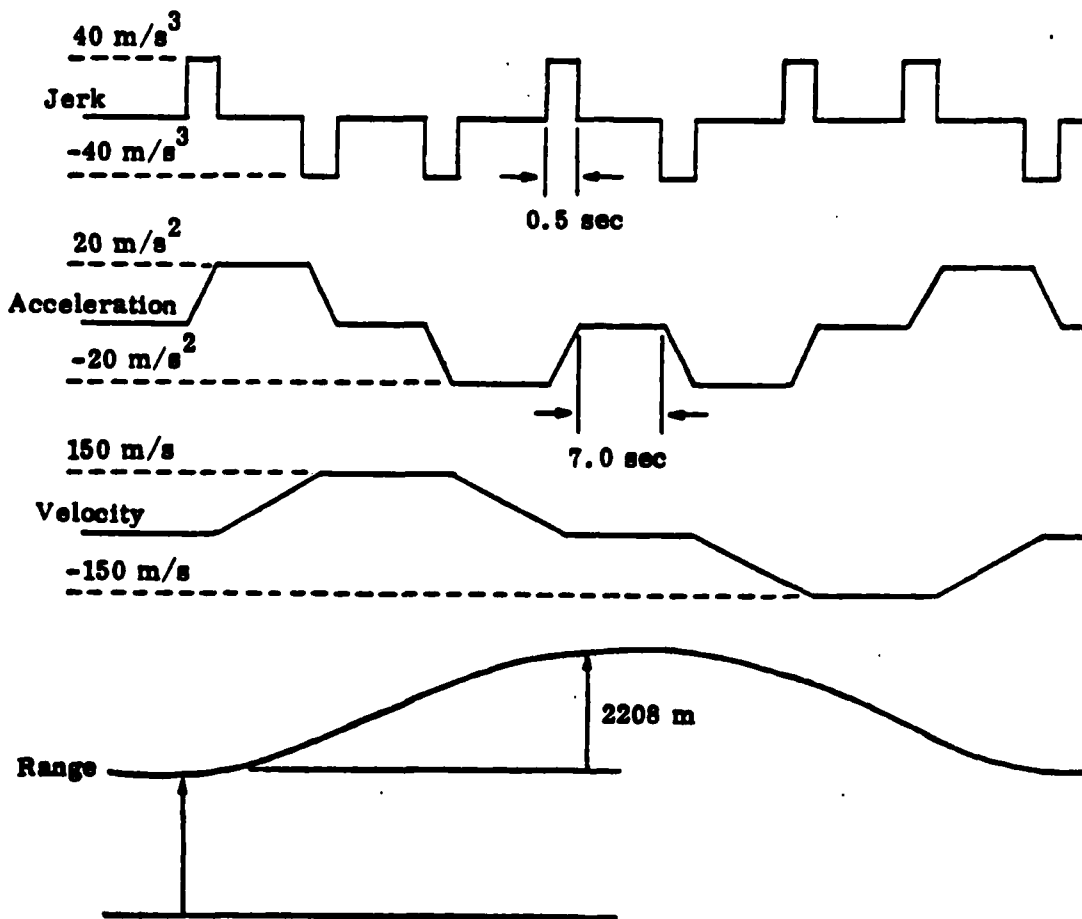 40 m/s³
Jerk
-40 m/s³
0.5 sec
20 m/s²
Acceleration
-20 m/s²
7.0 sec
150 m/s
Velocity
-150 m/s
2208 m
Range